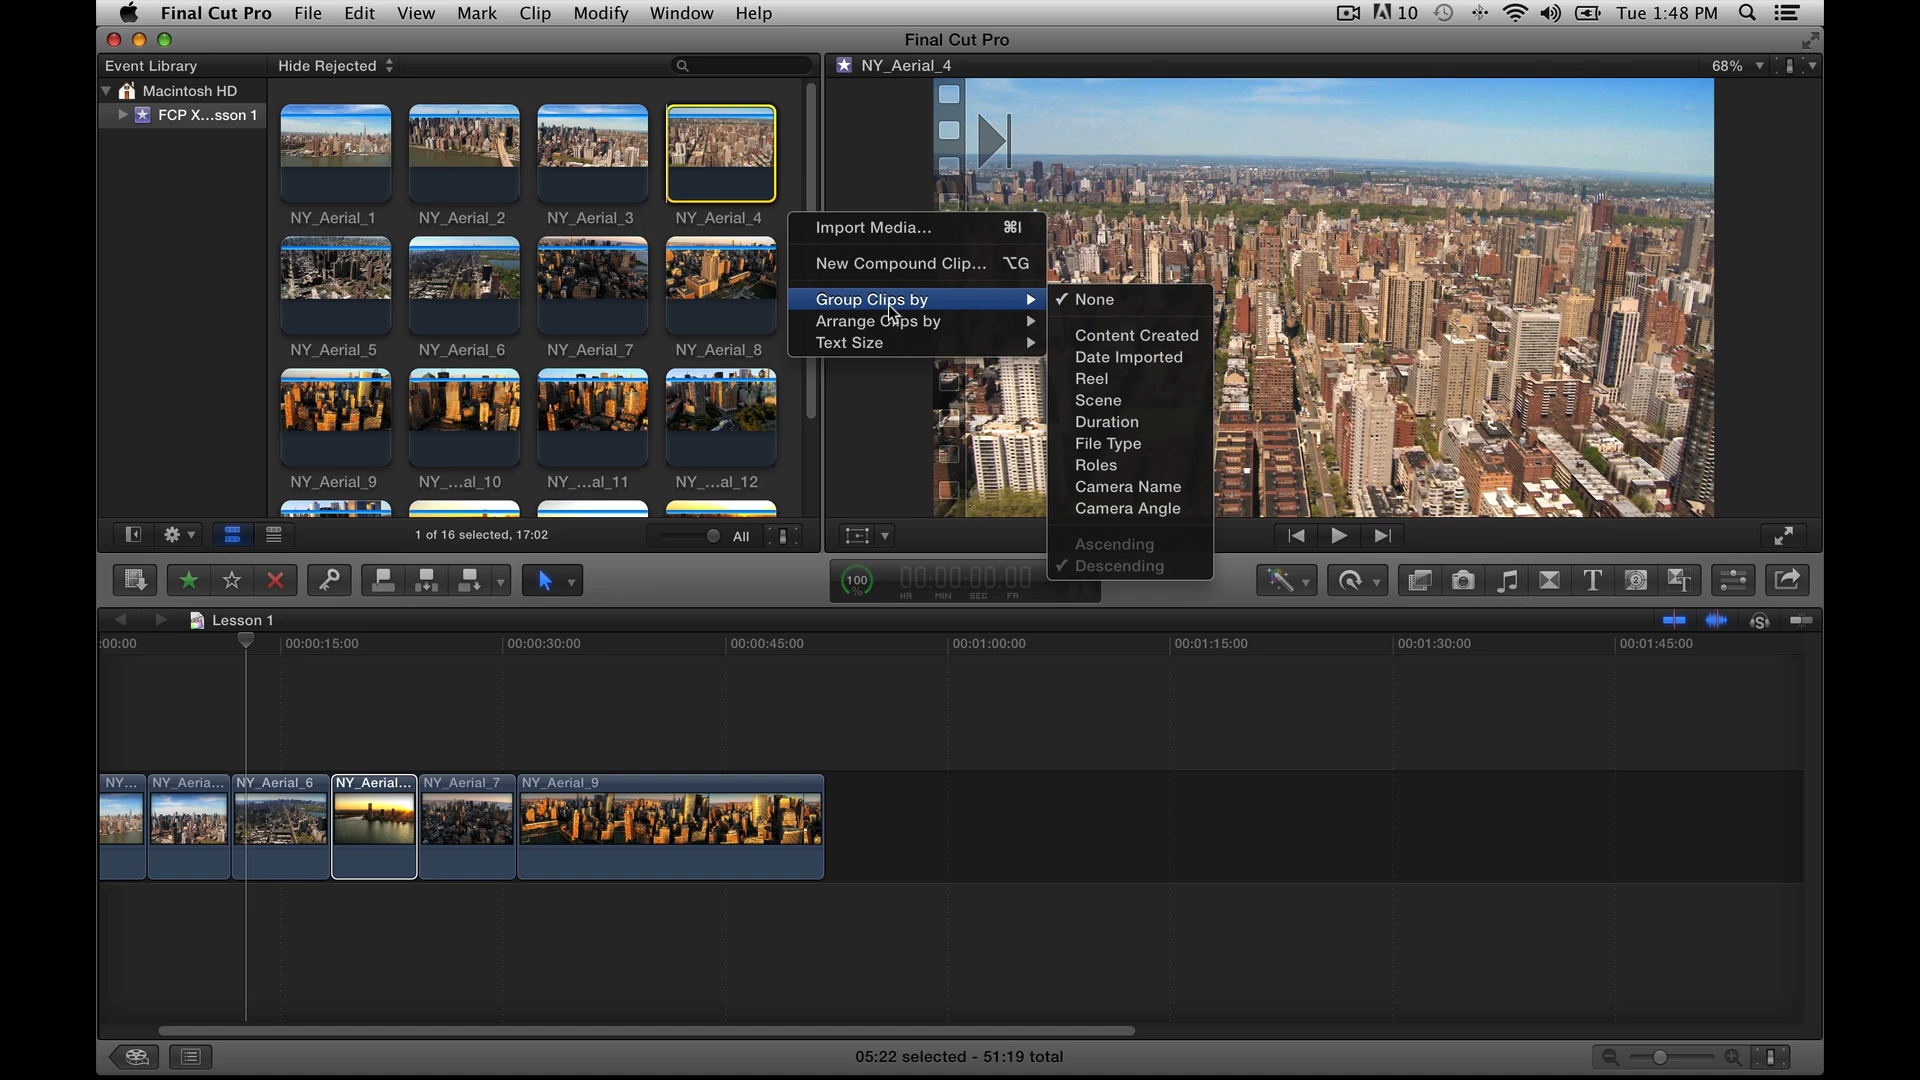 Final Cut Pro File Edit View Mark Clip Modify Window Help
10 Tue 1:48 PM
Final Cut Pro
Event Library Hide Rejected
NY_Aerial_4 68%
Macintosh HD
FCP X...sson 1
NY_Aerial_1 NY_Aerial_2 NY_Aerial_3 NY_Aerial_4
NY_Aerial_5 NY_Aerial_6 NY_Aerial_7 NY_Aerial_8
NY_Aerial_9 NY_...al_10 NY_...al_11 NY_...al_12
Import Media... ⌘I
New Compound Clip... ⌥G
Group Clips by
Arrange Clips by
Text Size
✓ None
Content Created
Date Imported
Reel
Scene
Duration
File Type
Roles
Camera Name
Camera Angle
Ascending
✓ Descending
1 of 16 selected, 17:02 All
100 %
00:00:00:00
HR MIN SEC FR
Lesson 1
:00:00 00:00:15:00 00:00:30:00 00:00:45:00 00:01:00:00 00:01:15:00 00:01:30:00 00:01:45:00
NY... NY_Aeria... NY_Aerial_6 NY_Aerial... NY_Aerial_7 NY_Aerial_9
05:22 selected - 51:19 total